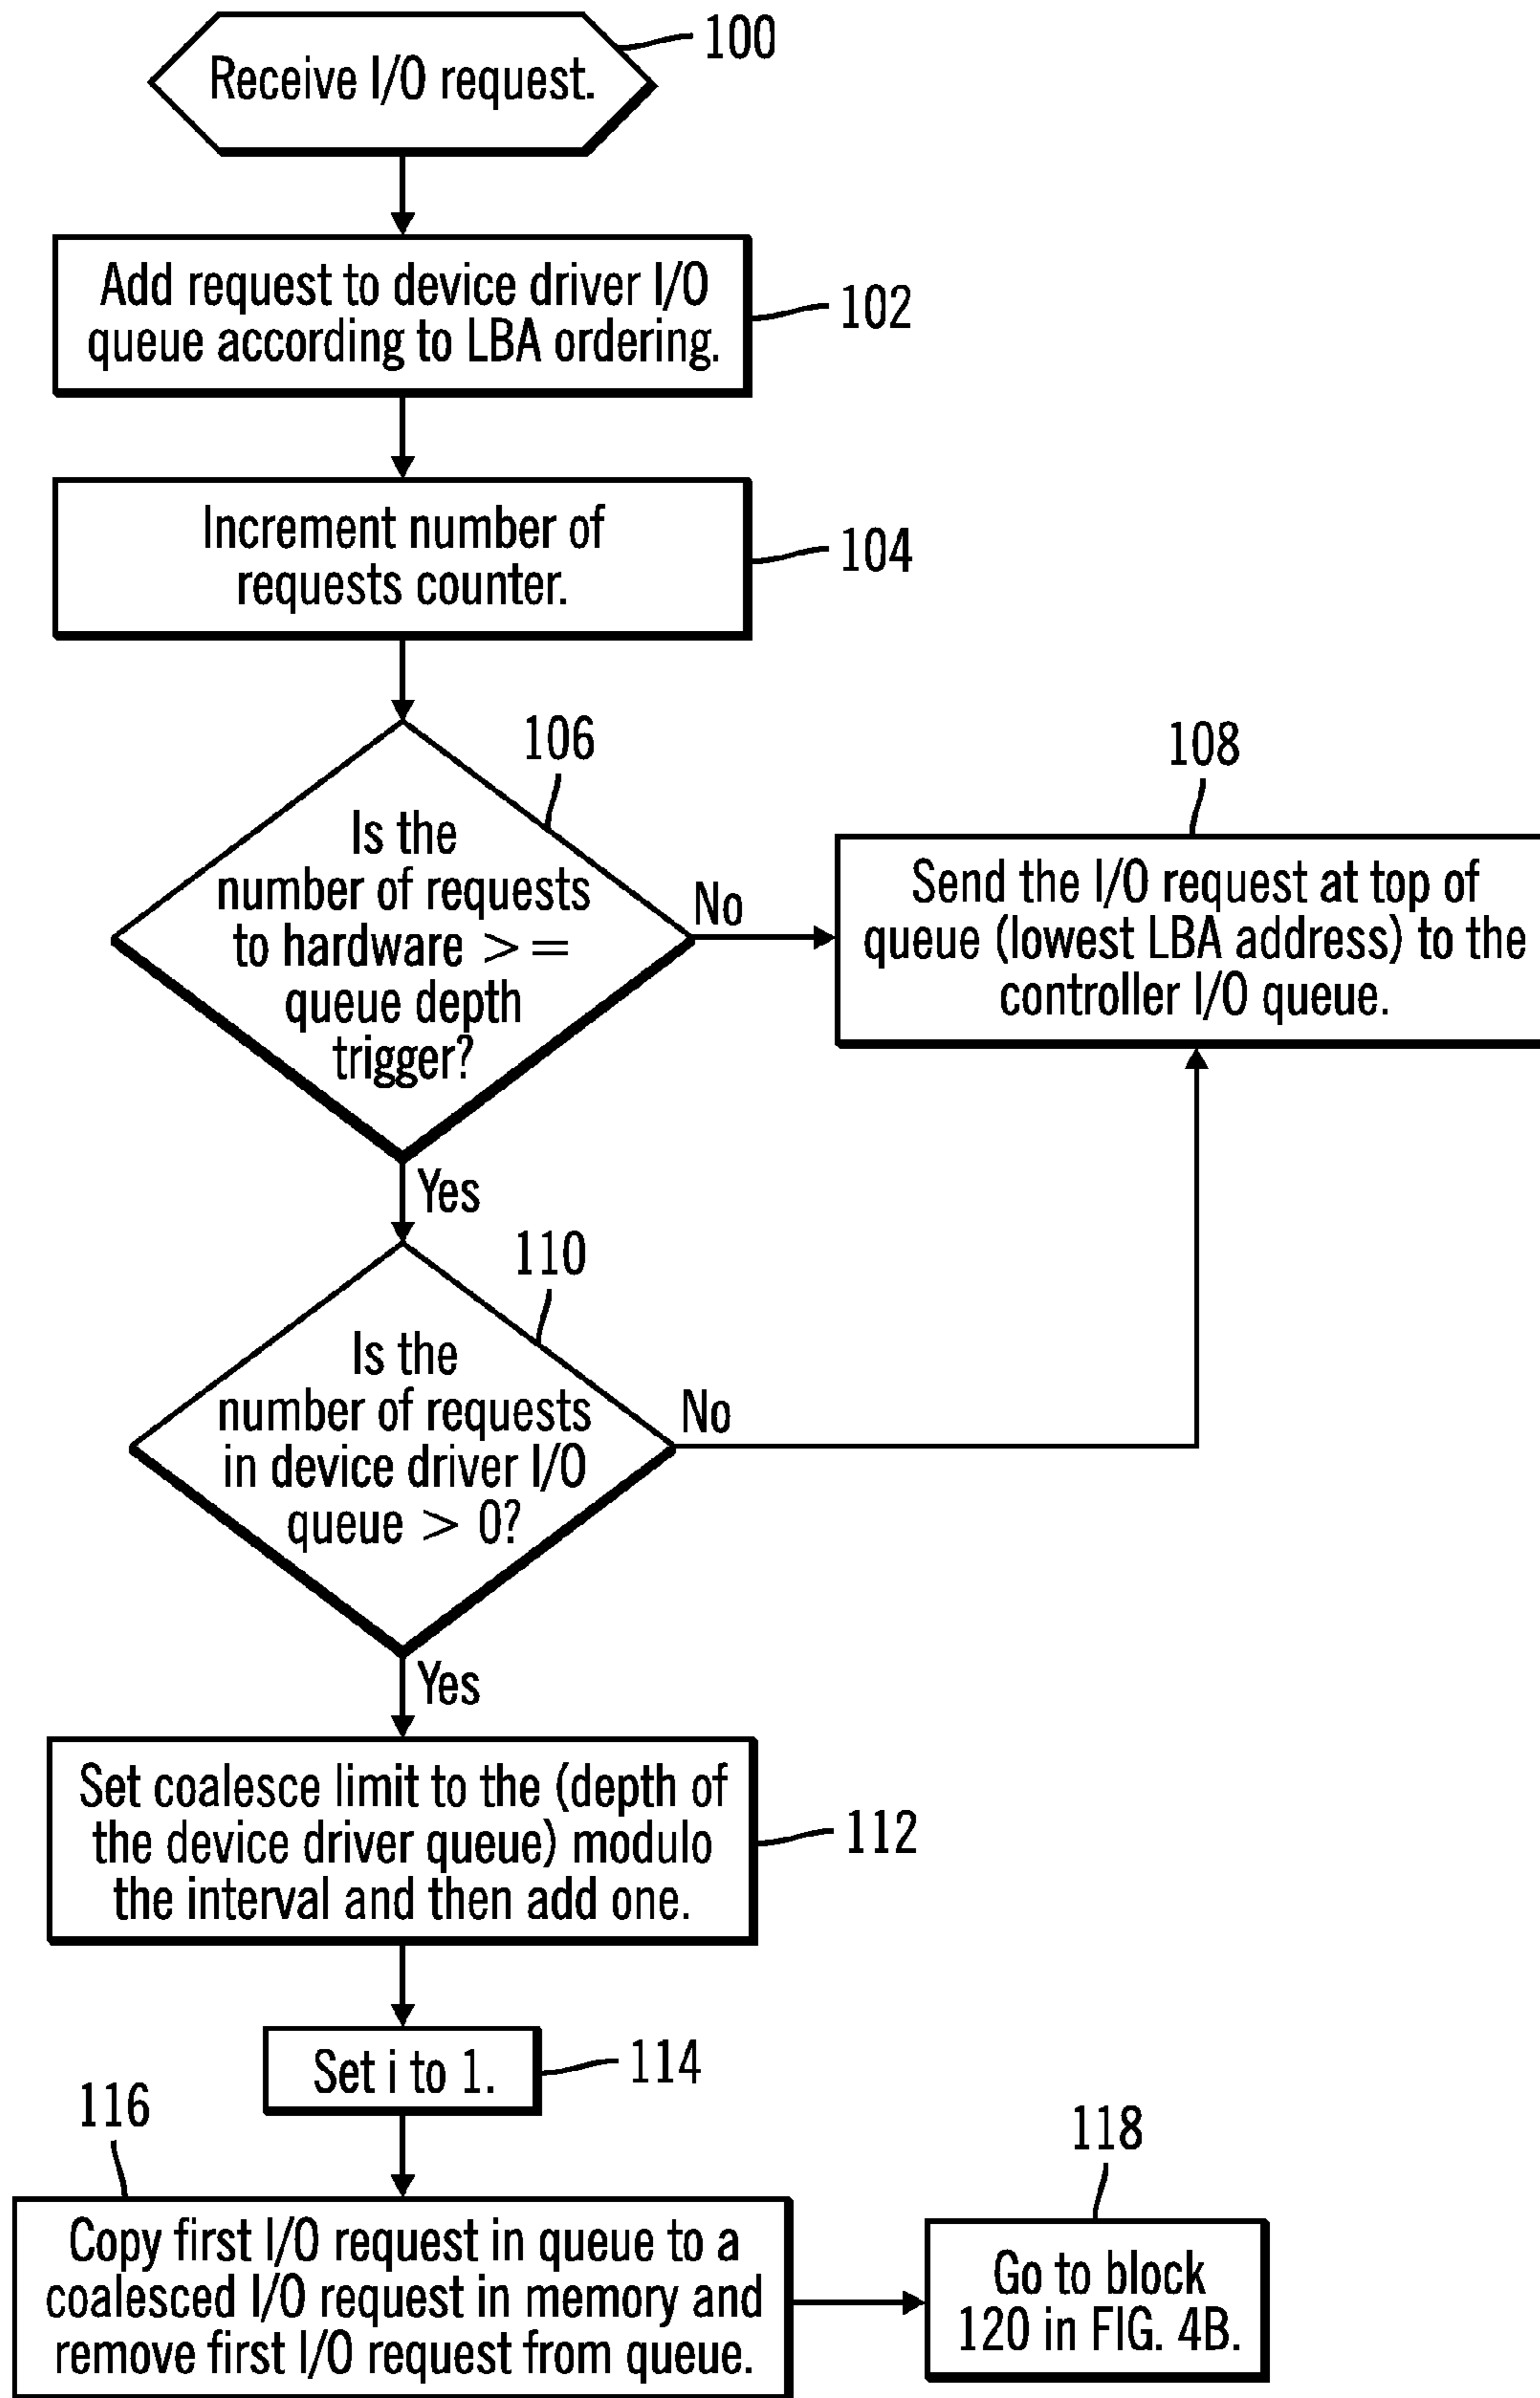 100
Receive I/O request.
Add request to device driver I/O
queue according to LBA ordering.
102
Increment number of
requests counter.
104
106
Is the
number of requests
to hardware >=
queue depth
trigger?
No
Yes
108
Send the I/O request at top of
queue (lowest LBA address) to the
controller I/O queue.
110
Is the
number of requests
in device driver I/O
queue > 0?
No
Yes
Set coalesce limit to the (depth of
the device driver queue) modulo
the interval and then add one.
112
Set i to 1.
114
116
Copy first I/O request in queue to a
coalesced I/O request in memory and
remove first I/O request from queue.
118
Go to block
120 in FIG. 4B.